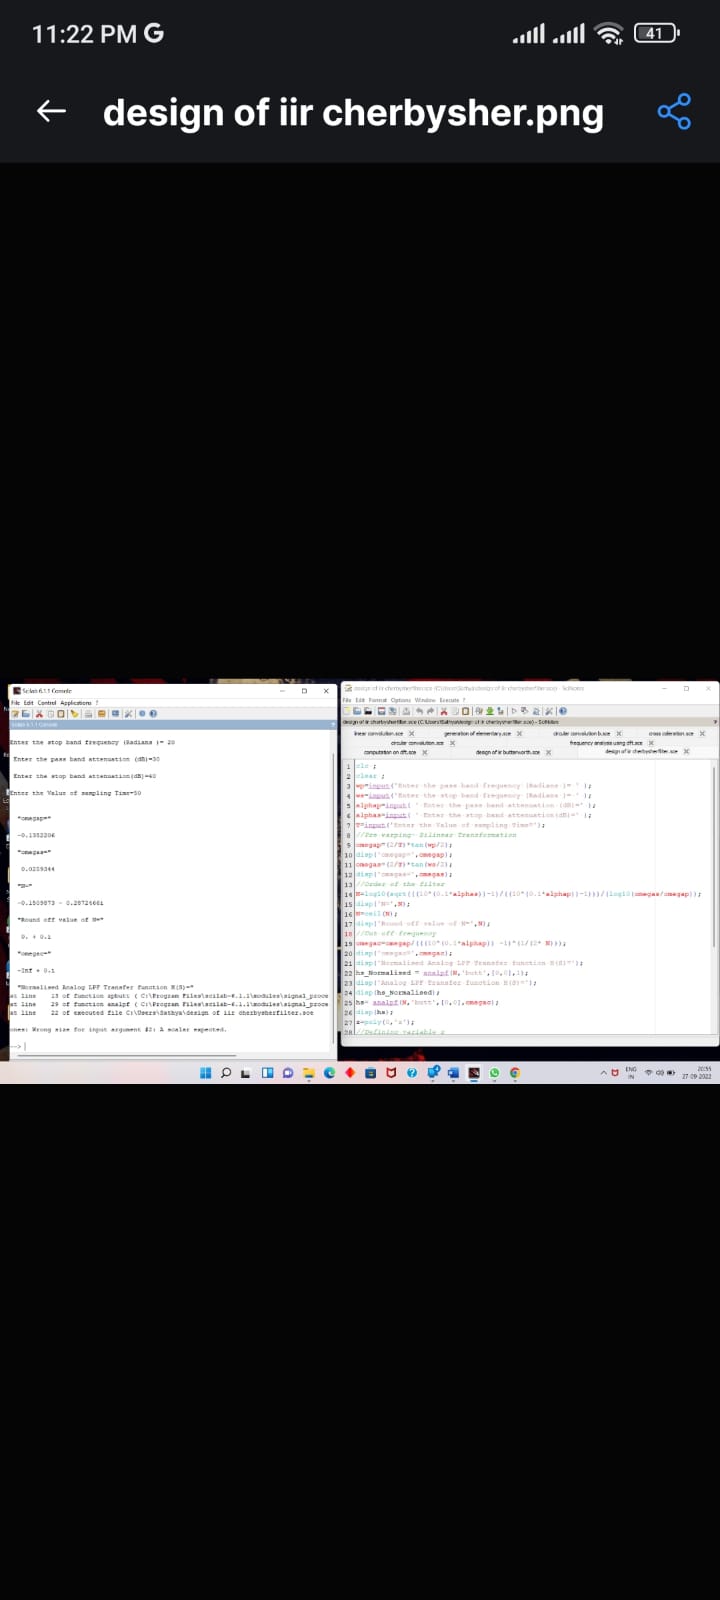 11:22 PM G
41
design of iir cherbysher.png
Scilab 6.1.1 Console
File Edit Control Applications ?
Scilab 6.1.1 Console
Enter the stop band frequency (Radians )= 20
Enter the pass band attenuation (dB)=30
Enter the stop band attenuation(dB)=40
Enter the Value of sampling Time=50
"omegap="
"omegas="
0.0259344
"N="
"Round off value of N="
0. + 0.i
"omegac="
-Inf + 0.i
"Normalised Analog LPF Transfer function H(S)="
at line 13 of function zpbutt ( C:\Program Files\scilab-6.1.1\modules\signal_proce
at line 29 of function analpf ( C:\Program Files\scilab-6.1.1\modules\signal_proce
at line 22 of executed file C:\Users\Sathya\design of iir cherbysherfilter.sce
ones: Wrong size for input argument #2: A scalar expected.
-->
design of iir cherbysherfilter.sce (C:\Users\Sathya\design of iir cherbysherfilter.sce) - SciNotes
File Edit Format Options Window Execute ?
design of iir cherbysherfilter.sce (C:\Users\Sathya\design of iir cherbysherfilter.sce) - SciNotes
linear convolution.sce generation of elementary.sce circular convolution b.sce cross coleration.sce
circular convolution.sce frequency analysis using dft.sce
computation on dft.sce design of iir butterworth.sce design of iir cherbysherfilter.sce
1 clc ;
2 clear ;
3 wp=input('Enter the pass band frequency (Radians )= ' );
4 ws=input('Enter the stop band frequency (Radians )= ' );
5 alphap=input( ' Enter the pass band attenuation (dB)=' );
6 alphas=input( ' Enter the stop band attenuation(dB)=' );
7 T=input('Enter the Value of sampling Time=');
8 //Pre warping- Bilinear Transformation
9 omegap=(2/T)*tan(wp/2);
10 disp('omegap=',omegap);
11 omegas=(2/T)*tan(ws/2);
12 disp('omegas=',omegas);
13 //Order of the filter
14 N=log10(sqrt(((10^(0.1*alphas))-1)/((10^(0.1*alphap))-1)))/(log10(omegas/omegap));
15 disp('N=',N);
16 N=ceil(N);
17 disp('Round off value of N=',N);
18 //Cut off frequency
19 omegac=omegap/(((10^(0.1*alphap)) -1)^(1/(2* N)));
20 disp('omegac=',omegac);
21 disp('Normalised Analog LPF Transfer function H(S)=');
22 hs_Normalised = analpf(N,'butt',[0,0],1);
23 disp('Analog LPF Transfer function H(S)=');
24 disp(hs_Normalised);
25 hs= analpf(N,'butt',[0,0],omegac);
26 disp(hs);
27 z=poly(0,'z');
28 //Defining variable z
ENG
IN
20:55
27-09-2022